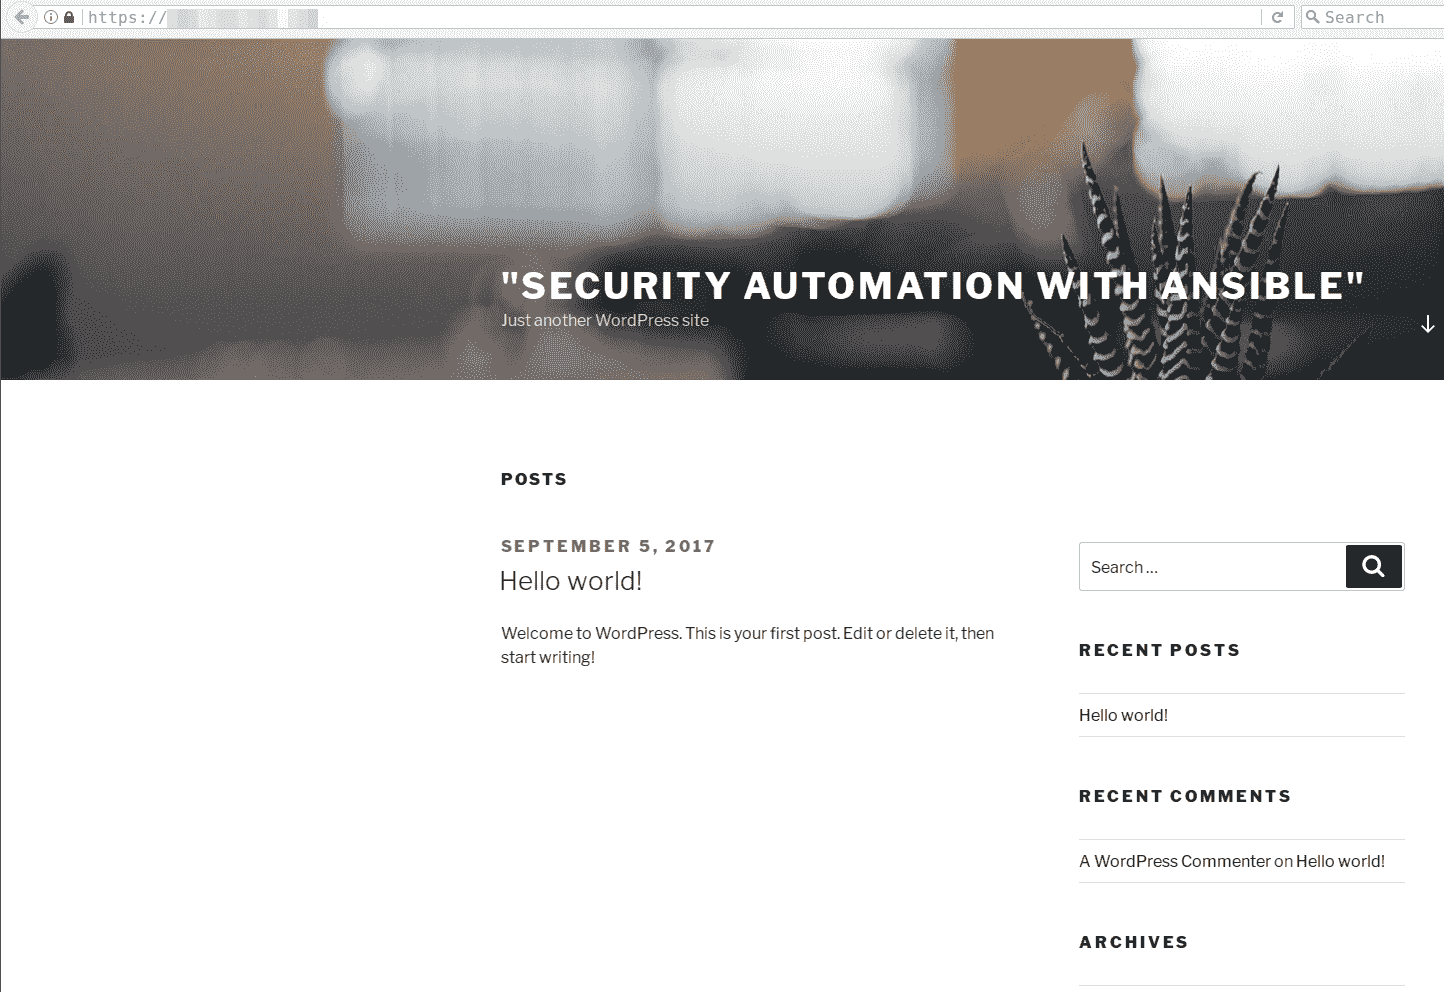 https://
Search
"SECURITY AUTOMATION WITH ANSIBLE"
Just another WordPress site
POSTS
SEPTEMBER 5, 2017
Hello world!
Welcome to WordPress. This is your first post. Edit or delete it, then
start writing!
Search …
RECENT POSTS
Hello world!
RECENT COMMENTS
A WordPress Commenter on Hello world!
ARCHIVES